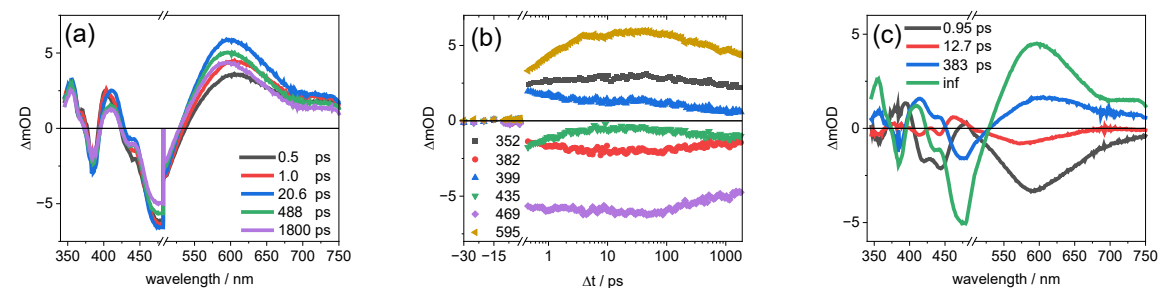 (a)
ΔmOD
5
0
−5
0.5 ps
1.0 ps
20.6 ps
488 ps
1800 ps
350 400 450 550 600 650 700 750
wavelength / nm
(b)
ΔmOD
5
0
−5
352
382
399
435
469
595
−30 −15 1 10 100 1000
Δt / ps
(c)
ΔmOD
5
0
−5
0.95 ps
12.7 ps
383 ps
inf
350 400 450 550 600 650 700 750
wavelength / nm